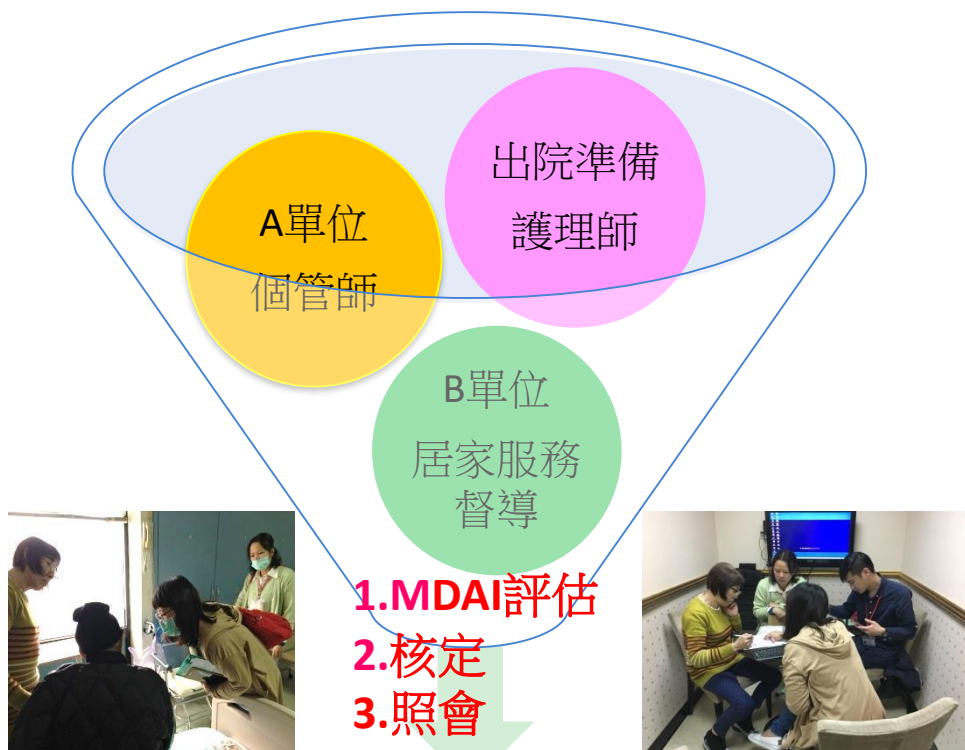 出院準備
護理師
A單位
個管師
B單位
居家服務
督導
1.MDAI評估
2.核定
3.照會